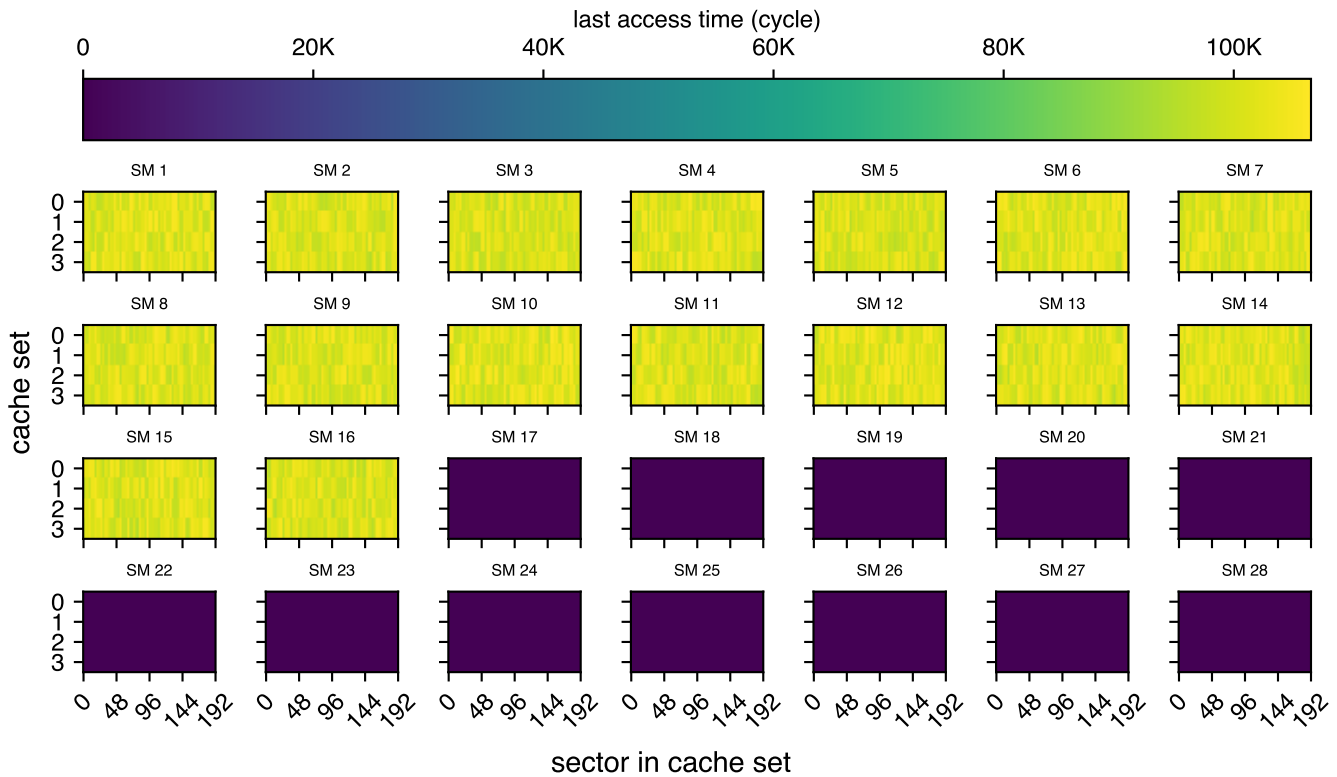 last access time (cycle)
0 20K 40K 60K 80K 100K
SM 1 SM 2 SM 3 SM 4 SM 5 SM 6 SM 7
0
1
2
3
SM 8 SM 9 SM 10 SM 11 SM 12 SM 13 SM 14
0
1
2
3
cache set
SM 15 SM 16 SM 17 SM 18 SM 19 SM 20 SM 21
0
1
2
3
SM 22 SM 23 SM 24 SM 25 SM 26 SM 27 SM 28
0
1
2
3
0 48 96 144 192 0 48 96 144 192 0 48 96 144 192 0 48 96 144 192 0 48 96 144 192 0 48 96 144 192 0 48 96 144 192
sector in cache set